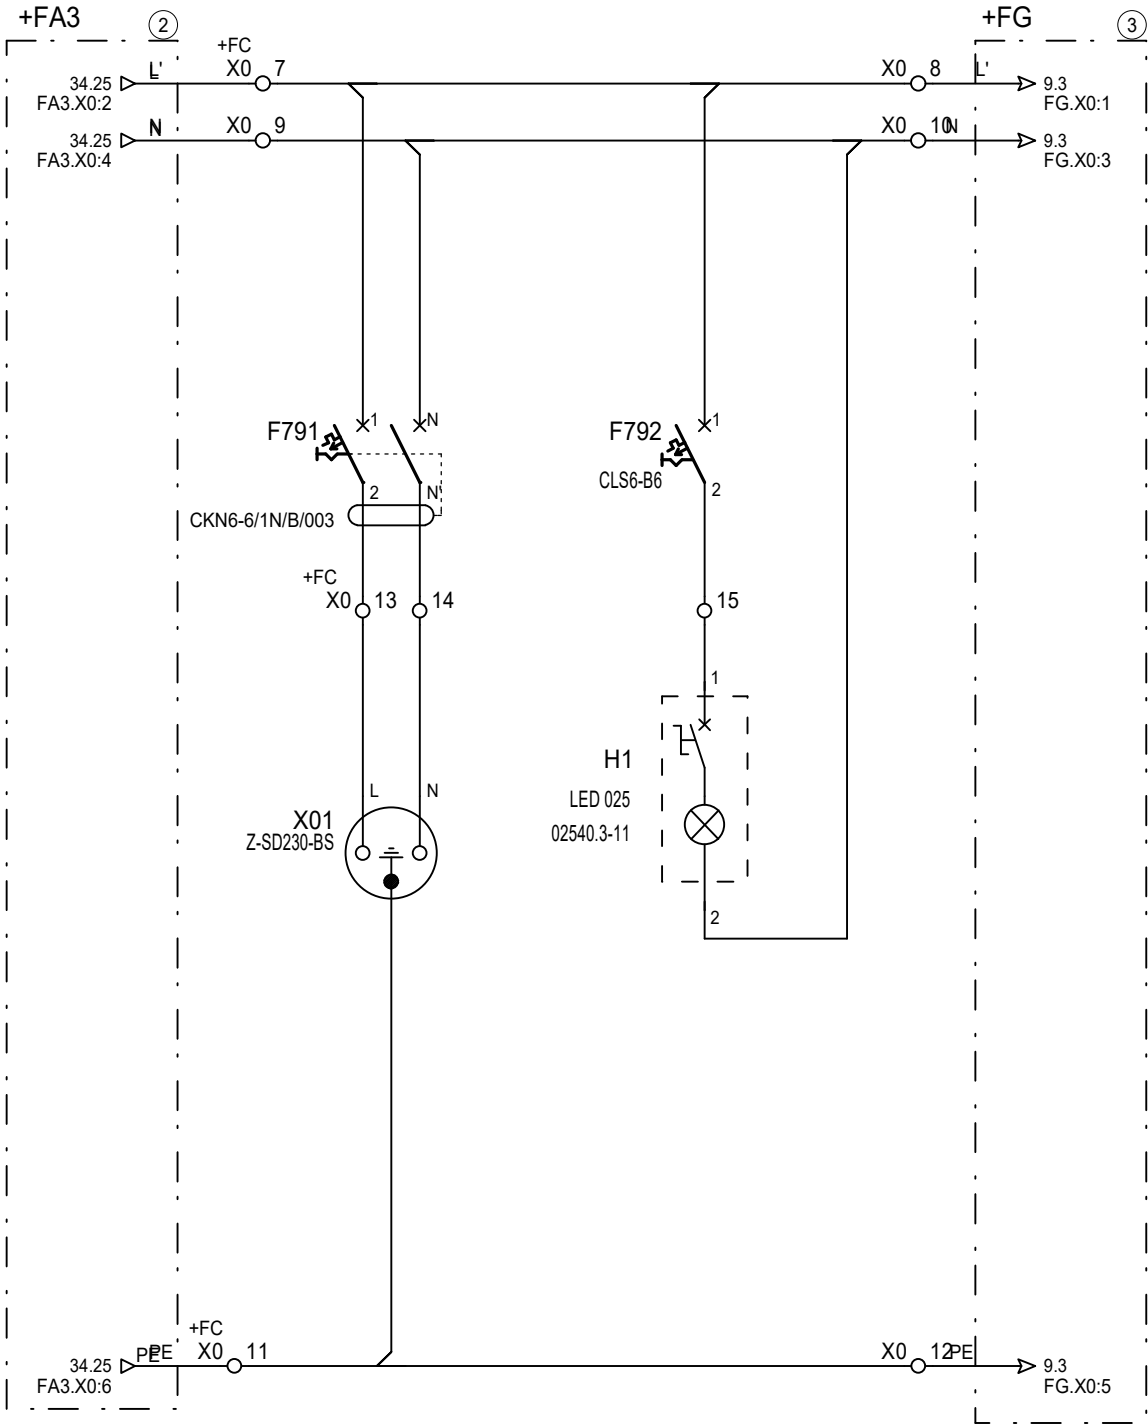 +FA3
2
+FG
3
+FC
34.25
L'
X0 7
X0 8
L'
9.3
FA3.X0:2
FG.X0:1
34.25
N
X0 9
X0 10
N
9.3
FA3.X0:4
FG.X0:3
F791
1
N
2
N'
CKN6-6/1N/B/003
F792
CLS6-B6
1
2
+FC
X0
13
14
15
1
H1
LED 025
02540.3-11
2
L
N
X01
Z-SD230-BS
+FC
34.25
PE
PE
X0 11
X0 12
PE
9.3
FA3.X0:6
FG.X0:5